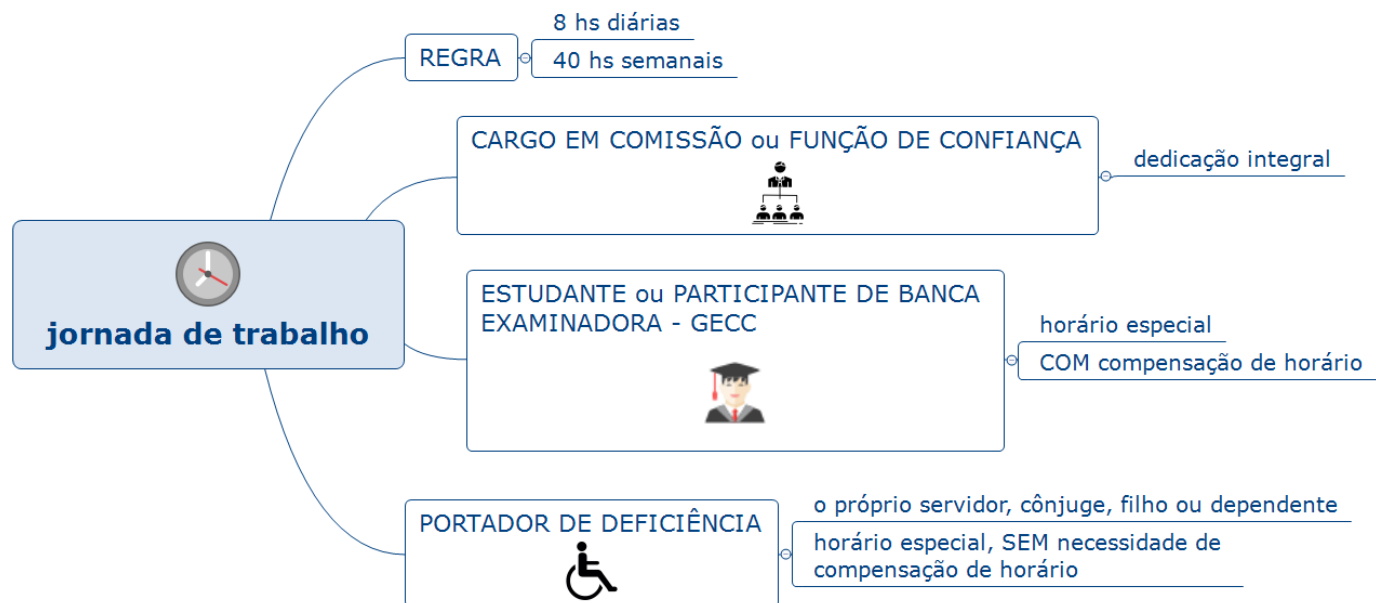 jornada de trabalho
REGRA
8 hs diárias
40 hs semanais
CARGO EM COMISSÃO ou FUNÇÃO DE CONFIANÇA
dedicação integral
ESTUDANTE ou PARTICIPANTE DE BANCA
EXAMINADORA - GECC
horário especial
COM compensação de horário
PORTADOR DE DEFICIÊNCIA
o próprio servidor, cônjuge, filho ou dependente
horário especial, SEM necessidade de
compensação de horário